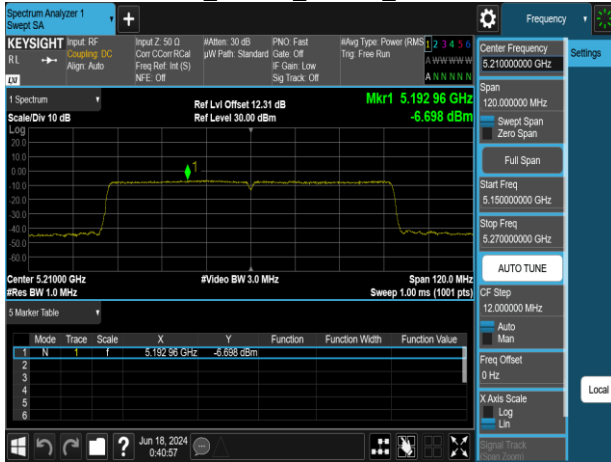 Spectrum Analyzer 1
Swept SA
+
Frequency
KEYSIGHT
RL
LXI
Input: RF
Coupling: DC
Align: Auto
Input Z: 50 Ω
Corr CCorr RCal
Freq Ref: Int (S)
NFE: Off
#Atten: 30 dB
µW Path: Standard
PNO: Fast
Gate: Off
IF Gain: Low
Sig Track: Off
#Avg Type: Power (RMS
Trig: Free Run
1 2 3 4 5 6
A W W W W W
A N N N N N
1 Spectrum
Scale/Div 10 dB
Ref Lvl Offset 12.31 dB
Ref Level 30.00 dBm
Mkr1 5.192 96 GHz
-6.698 dBm
Log
20.0
10.0
0.00
-10.0
-20.0
-30.0
-40.0
-50.0
-60.0
1
Center 5.21000 GHz
#Res BW 1.0 MHz
#Video BW 3.0 MHz
Span 120.0 MHz
Sweep 1.00 ms (1001 pts)
5 Marker Table
Mode Trace Scale X Y Function Function Width Function Value
1 N 1 f 5.192 96 GHz -6.698 dBm
2
3
4
5
6
Center Frequency
5.210000000 GHz
Span
120.000000 MHz
Swept Span
Zero Span
Full Span
Start Freq
5.150000000 GHz
Stop Freq
5.270000000 GHz
AUTO TUNE
CF Step
12.000000 MHz
Auto
Man
Freq Offset
0 Hz
X Axis Scale
Log
Lin
Signal Track
(Span Zoom)
Settings
Local
?
Jun 18, 2024
0:40:57